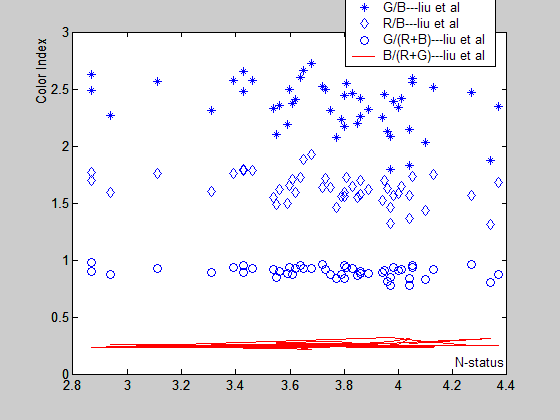 G/B---liu et al
R/B---liu et al
G/(R+B)---liu et al
B/(R+G)---liu et al
Color Index
3
2.5
2
1.5
1
0.5
0
N-status
2.8 3 3.2 3.4 3.6 3.8 4 4.2 4.4